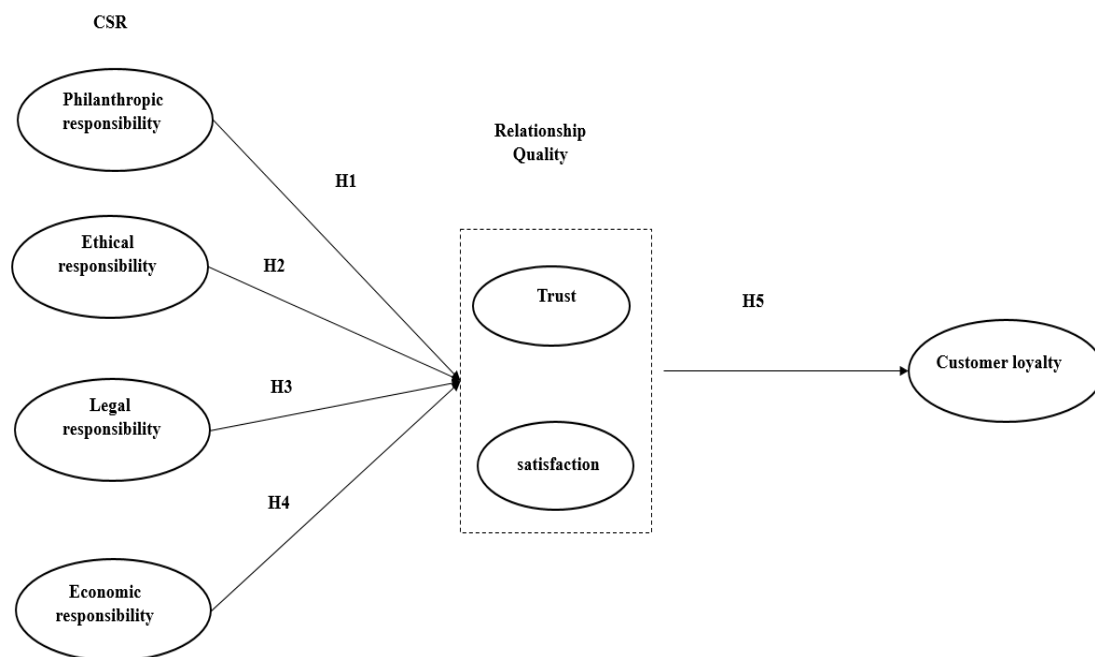 CSR
Philanthropic
responsibility
H1
Ethical
responsibility
H2
Legal
responsibility
H3
Economic
responsibility
H4
Relationship
Quality
Trust
satisfaction
H5
Customer loyalty